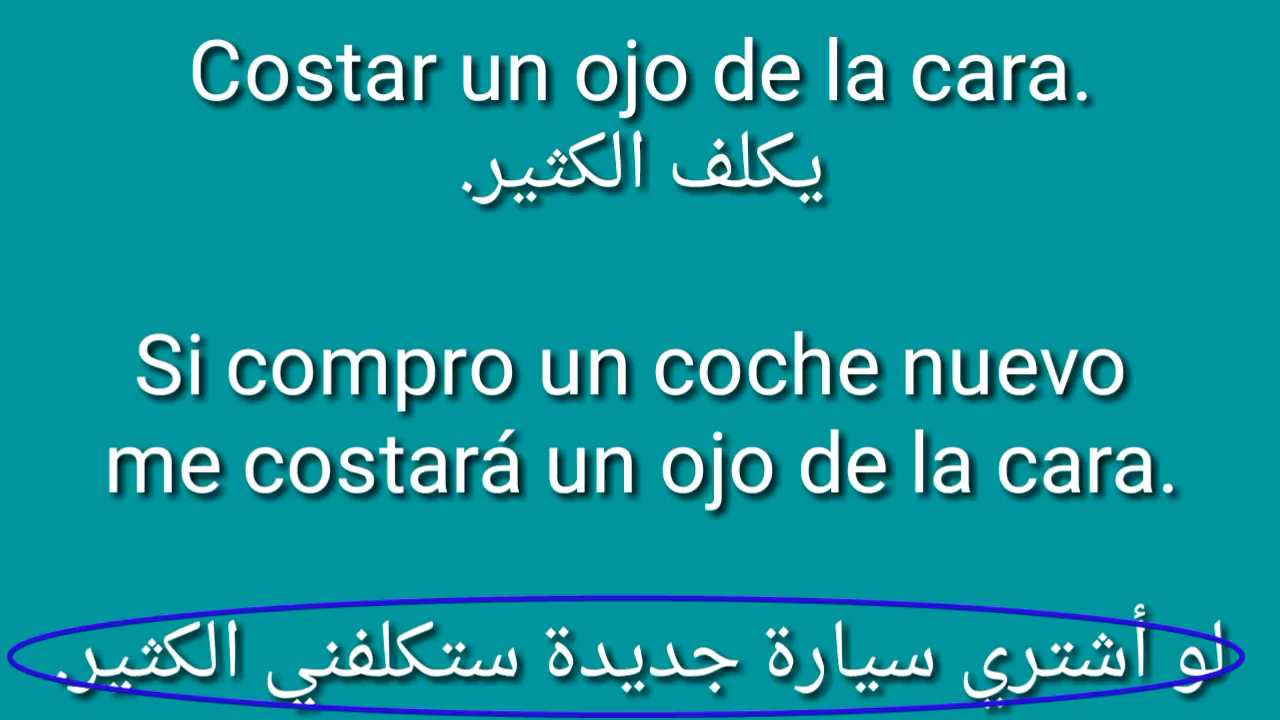 Costar un ojo de la cara.
يكلف الكثير.
Si compro un coche nuevo
me costará un ojo de la cara.
لو أشتري سيارة جديدة ستكلفني الكثير.